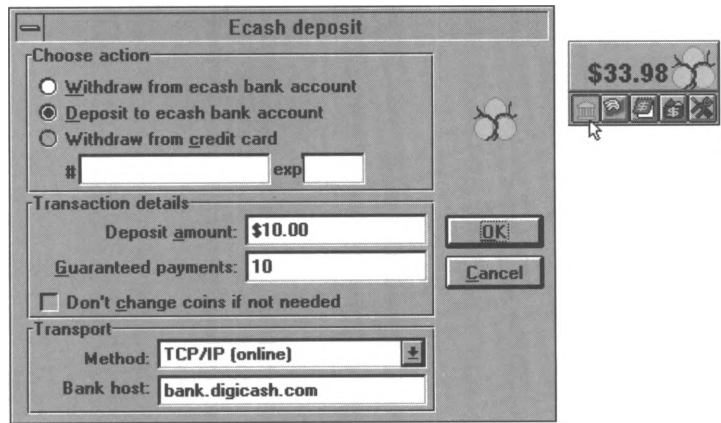 Ecash deposit
Choose action
Withdraw from ecash bank account
Deposit to ecash bank account
Withdraw from credit card
# exp
Transaction details
Deposit amount: $10.00
Guaranteed payments: 10
Don't change coins if not needed
Transport
Method: TCP/IP (online)
Bank host: bank.digicash.com
OK
Cancel
$33.98